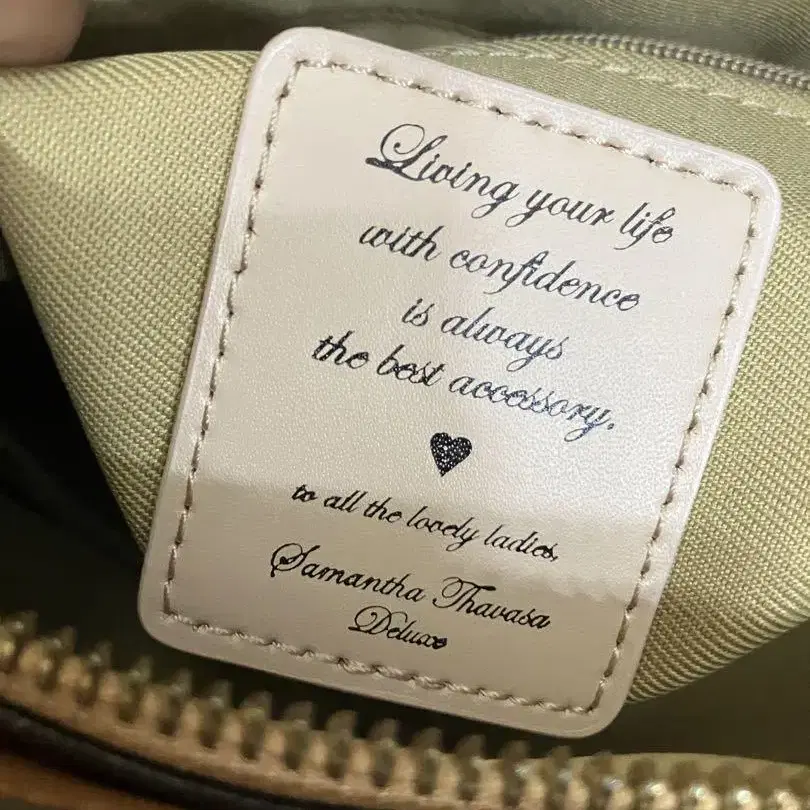 Living your life
with confidence
is always
the best accessory.
to all the lovely ladies,
Samantha Thavasa
Deluxe